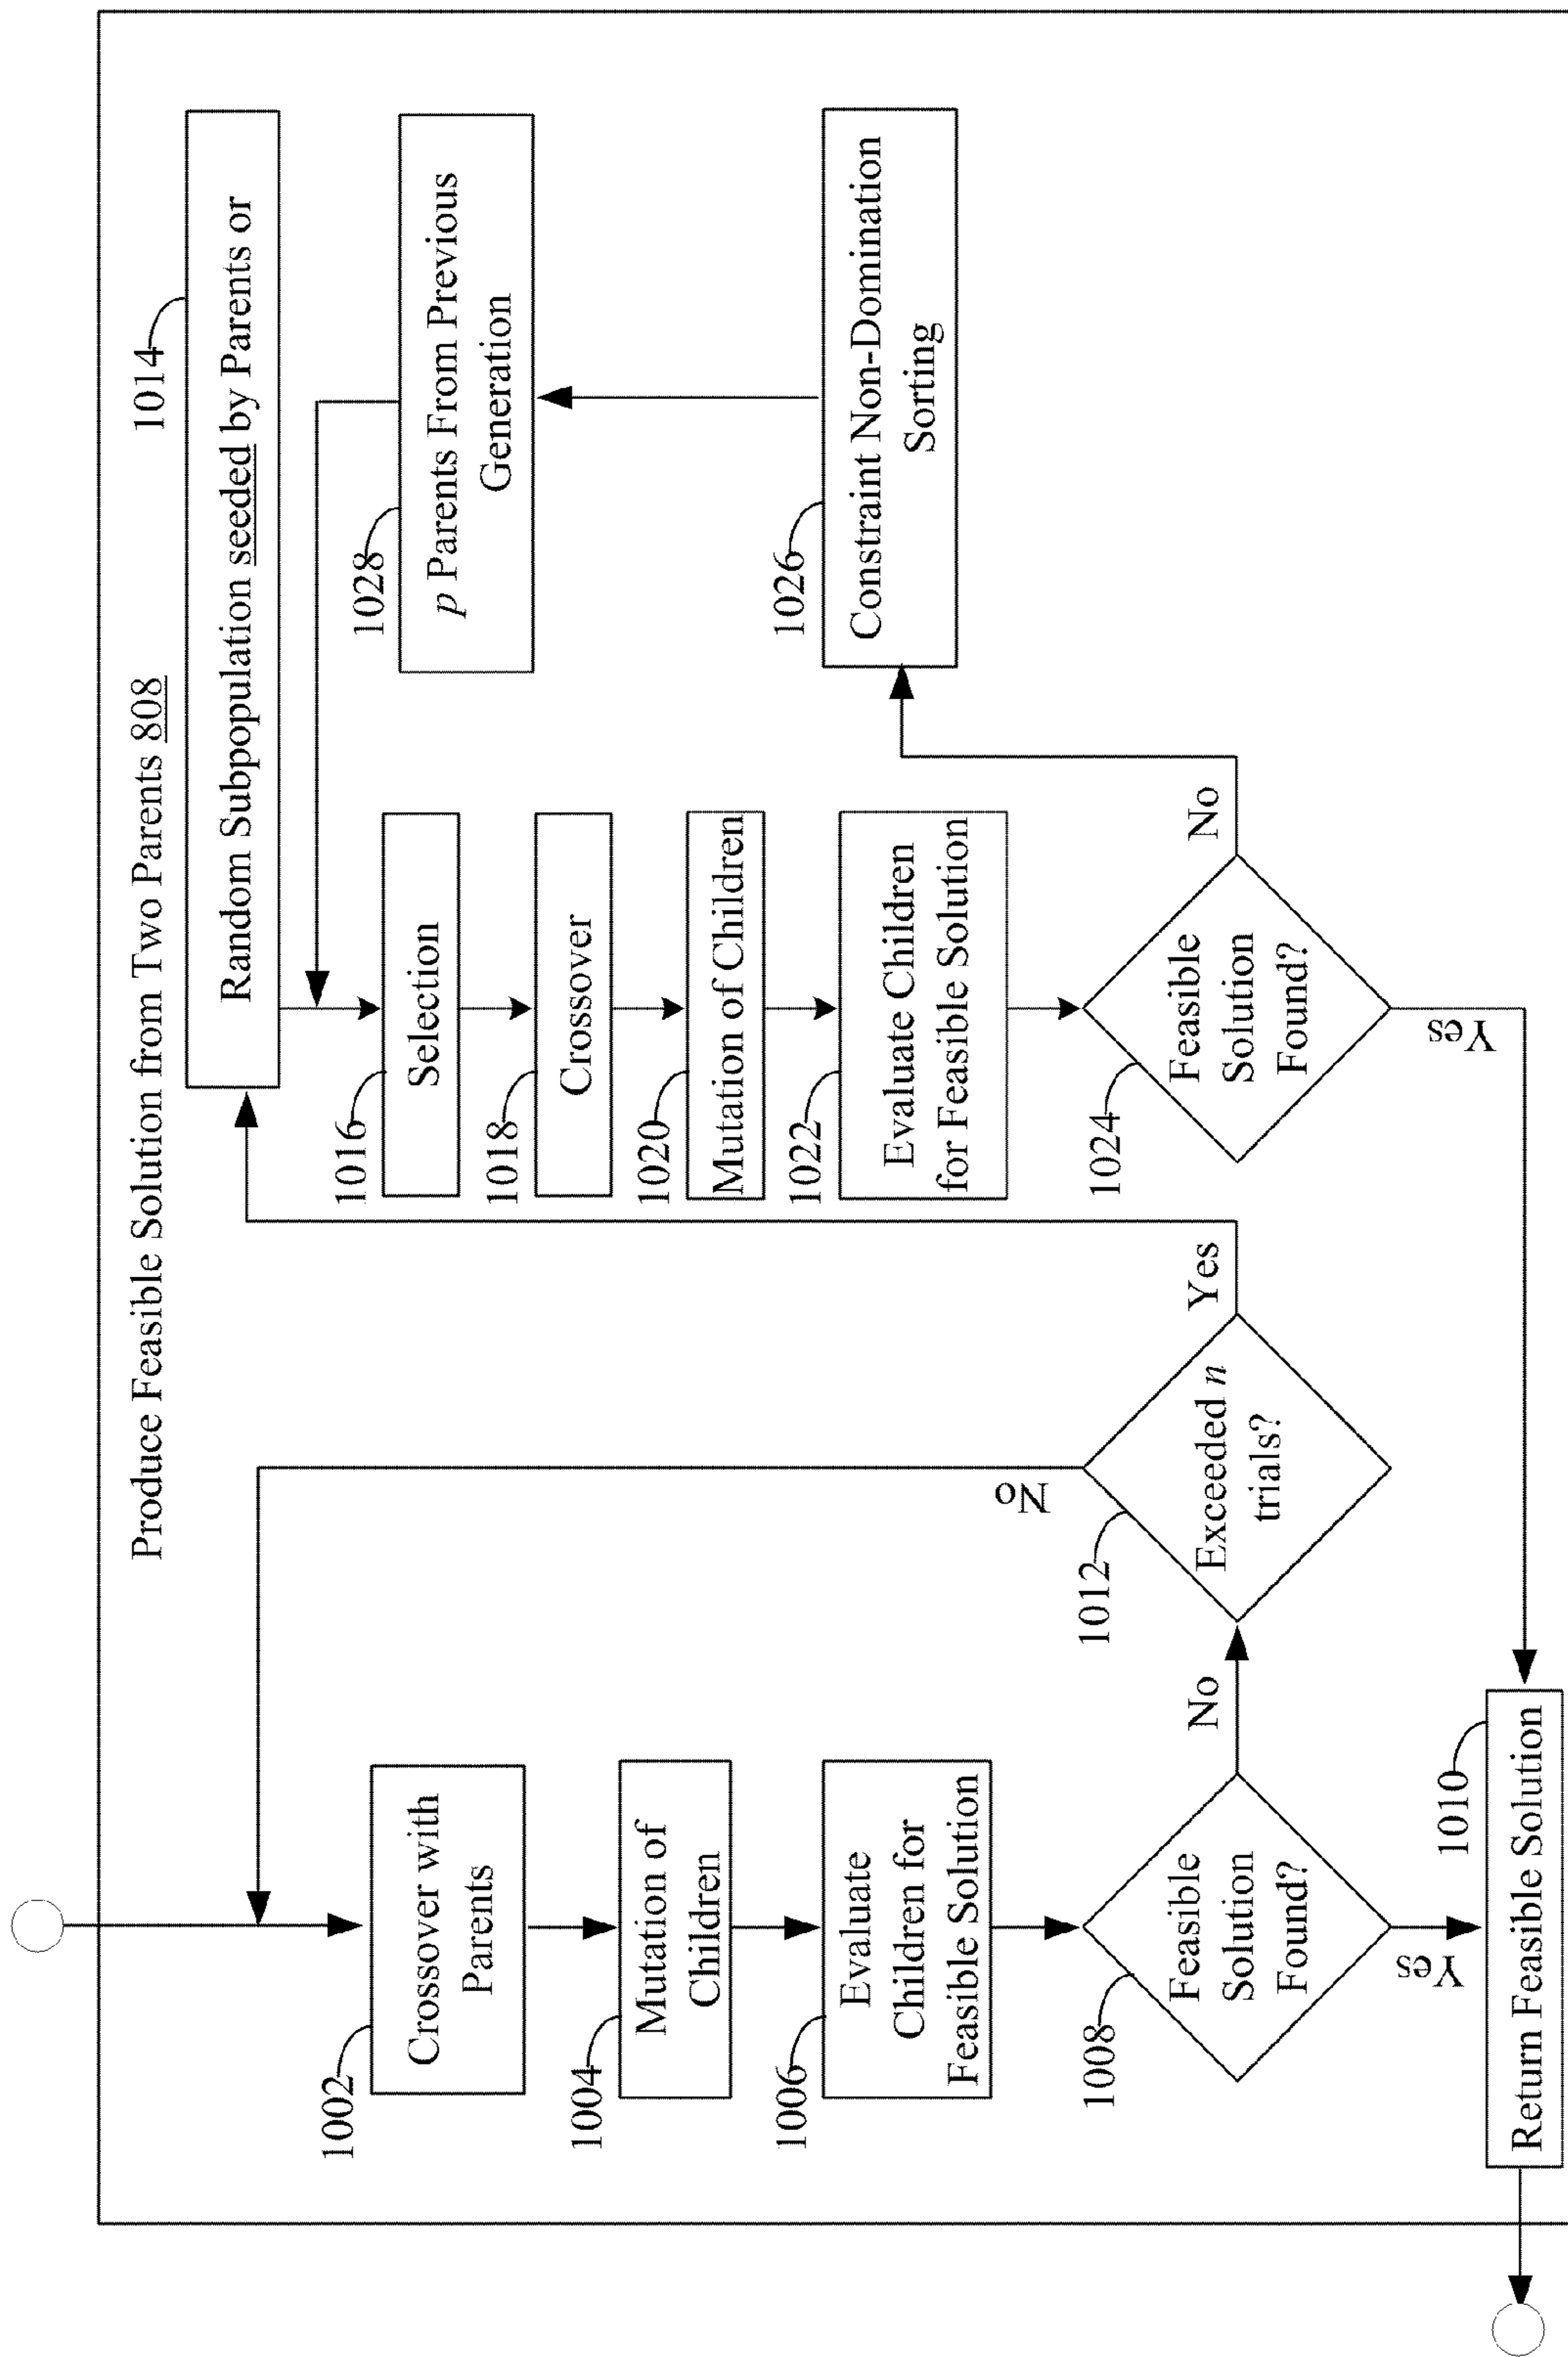 Produce Feasible Solution from Two Parents 808
1002
Crossover with
Parents
1004
Mutation of
Children
1006
Evaluate
Children for
Feasible Solution
1008
Feasible
Solution
Found?
No
Yes
1010
Return Feasible Solution
1012
Exceeded n
trials?
No
Yes
1014
Random Subpopulation seeded by Parents or
1016
Selection
1018
Crossover
1020
Mutation of Children
1022
Evaluate Children
for Feasible Solution
1024
Feasible
Solution
Found?
No
Yes
1026
Constraint Non-Domination
Sorting
1028
p Parents From Previous
Generation